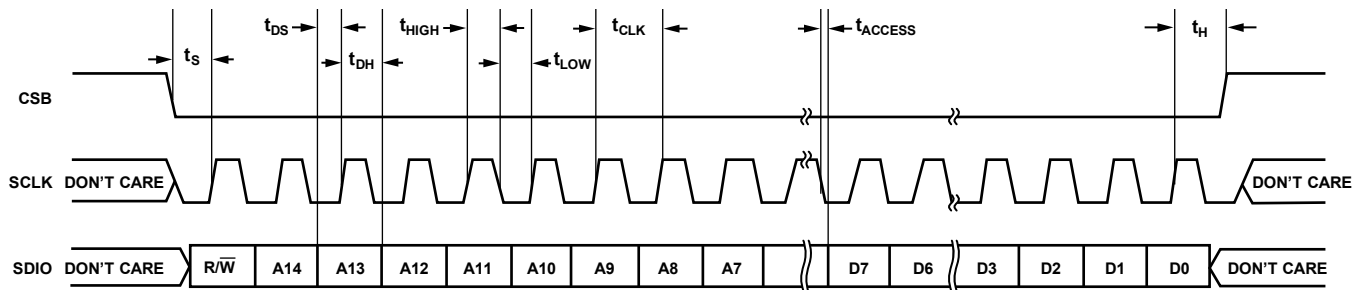 tDS
tHIGH
tCLK
tACCESS
tH
tS
tDH
tLOW
CSB
SCLK DON'T CARE DON'T CARE
SDIO DON'T CARE R/W̅ A14 A13 A12 A11 A10 A9 A8 A7 D7 D6 D3 D2 D1 D0 DON'T CARE